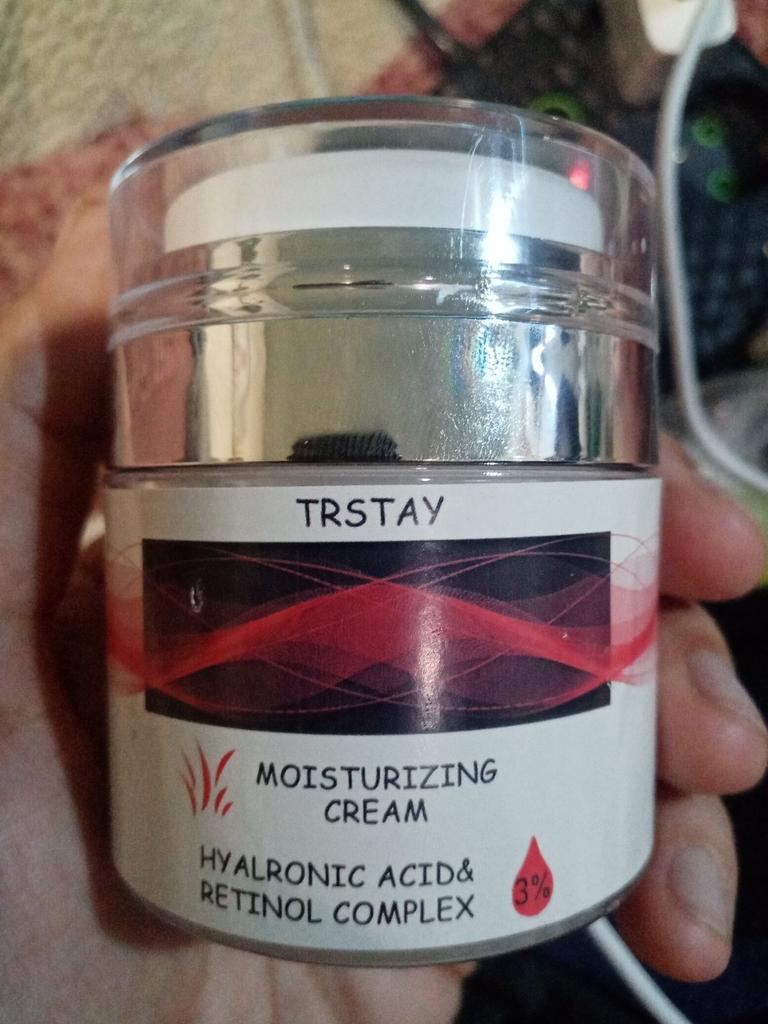 TRSTAY
MOISTURIZING
CREAM
HYALRONIC ACID&
RETINOL COMPLEX
3%